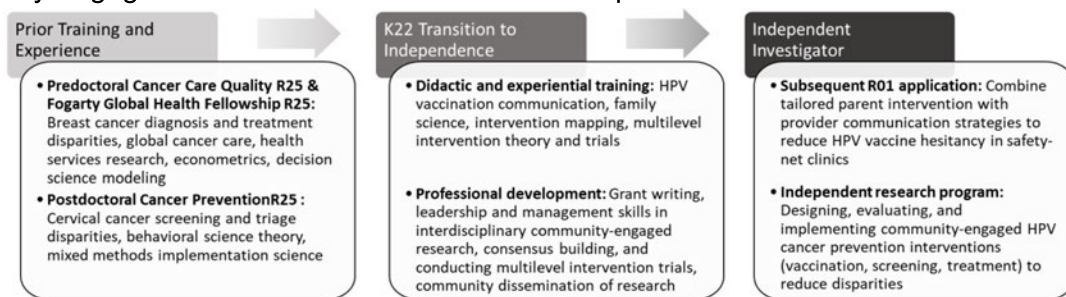 Prior Training and
Experience
• Predoctoral Cancer Care Quality R25 &
Fogarty Global Health Fellowship R25:
Breast cancer diagnosis and treatment
disparities, global cancer care, health
services research, econometrics, decision
science modeling
• Postdoctoral Cancer PreventionR25 :
Cervical cancer screening and triage
disparities, behavioral science theory,
mixed methods implementation science
K22 Transition to
Independence
• Didactic and experiential training: HPV
vaccination communication, family
science, intervention mapping, multilevel
intervention theory and trials
• Professional development: Grant writing,
leadership and management skills in
interdisciplinary community-engaged
research, consensus building, and
conducting multilevel intervention trials,
community dissemination of research
Independent
Investigator
• Subsequent R01 application: Combine
tailored parent intervention with
provider communication strategies to
reduce HPV vaccine hesitancy in safety-
net clinics
• Independent research program:
Designing, evaluating, and
implementing community-engaged HPV
cancer prevention interventions
(vaccination, screening, treatment) to
reduce disparities